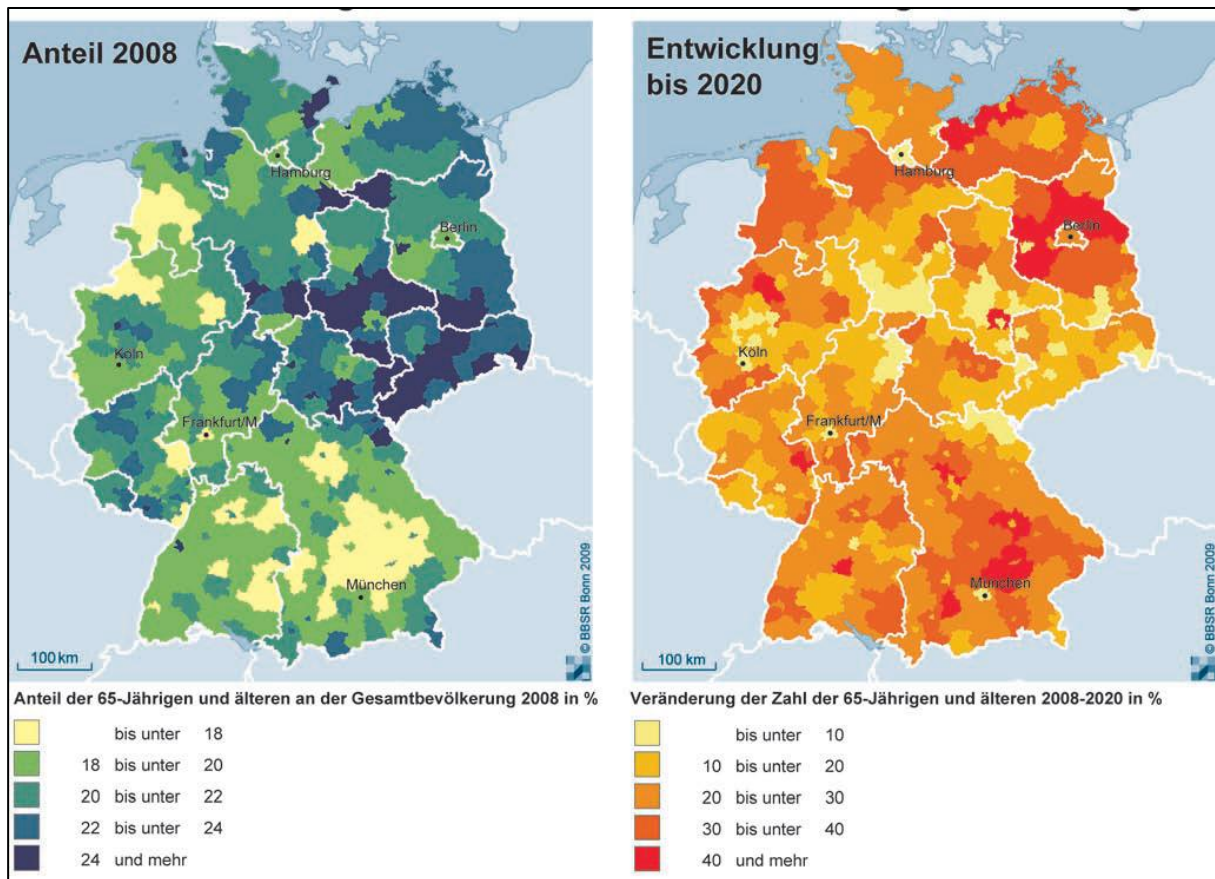 Anteil 2008
Hamburg
Berlin
Köln
Frankfurt/M
München
100 km
© BBSR Bonn 2009
Anteil der 65-Jährigen und älteren an der Gesamtbevölkerung 2008 in %
bis unter 18
18 bis unter 20
20 bis unter 22
22 bis unter 24
24 und mehr
Entwicklung
bis 2020
Hamburg
Berlin
Köln
Frankfurt/M
München
100 km
© BBSR Bonn 2009
Veränderung der Zahl der 65-Jährigen und älteren 2008-2020 in %
bis unter 10
10 bis unter 20
20 bis unter 30
30 bis unter 40
40 und mehr